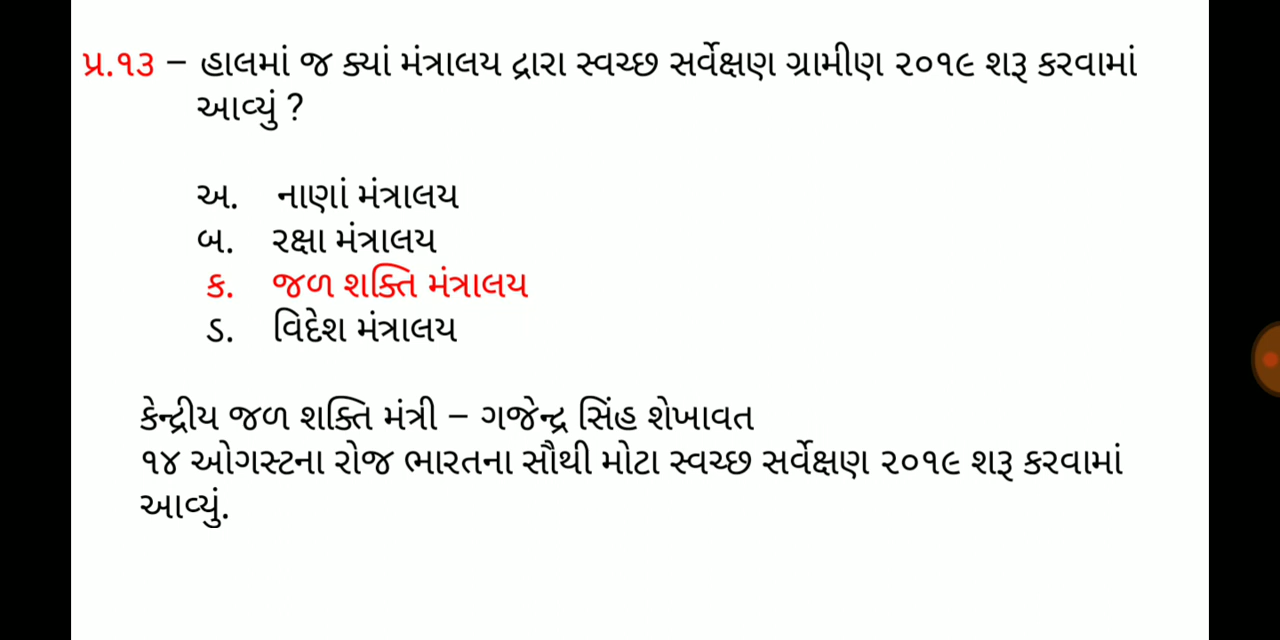 પ્ર.૧૩ – હાલમાં જ ક્યાં મંત્રાલય દ્રારા સ્વચ્છ સર્વેક્ષણ ગ્રામીણ ૨૦૧૯ શરૂ કરવામાં
આવ્યું ?
અ. નાણાં મંત્રાલય
બ. રક્ષા મંત્રાલય
ક. જળ શક્તિ મંત્રાલય
ડ. વિદેશ મંત્રાલય
કેન્દ્રીય જળ શક્તિ મંત્રી – ગજેન્દ્ર સિંહ શેખાવત
૧૪ ઓગસ્ટના રોજ ભારતના સૌથી મોટા સ્વચ્છ સર્વેક્ષણ ૨૦૧૯ શરૂ કરવામાં
આવ્યું.